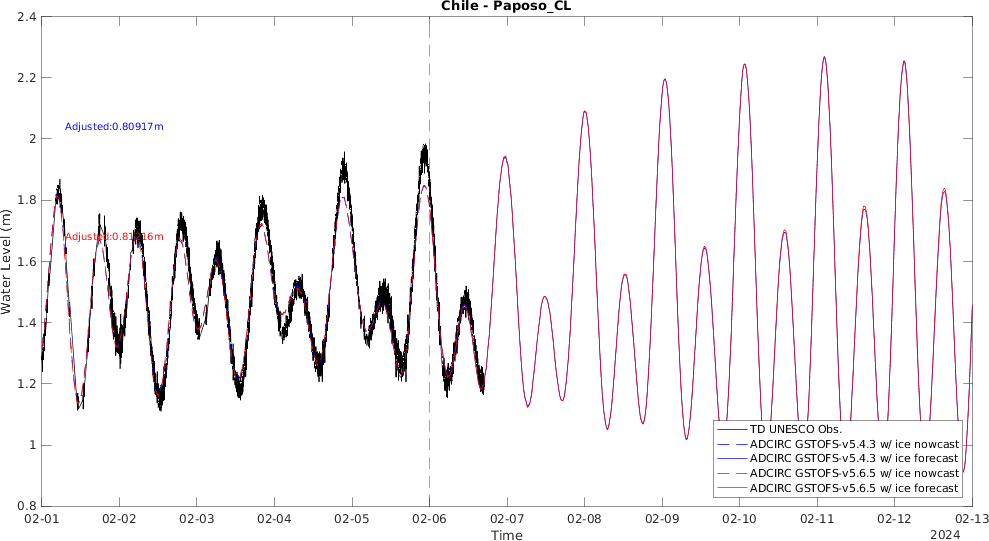 Chile - Paposo_CL
2.4
2.2
2
1.8
1.6
1.4
1.2
1
0.8
Water Level (m)
Adjusted:0.80917m
TD UNESCO Obs.
ADCIRC GSTOFS-v5.4.3 w/ ice nowcast
ADCIRC GSTOFS-v5.4.3 w/ ice forecast
ADCIRC GSTOFS-v5.6.5 w/ ice nowcast
ADCIRC GSTOFS-v5.6.5 w/ ice forecast
02-01 02-02 02-03 02-04 02-05 02-06 02-07 02-08 02-09 02-10 02-11 02-12 02-13
Time
2024